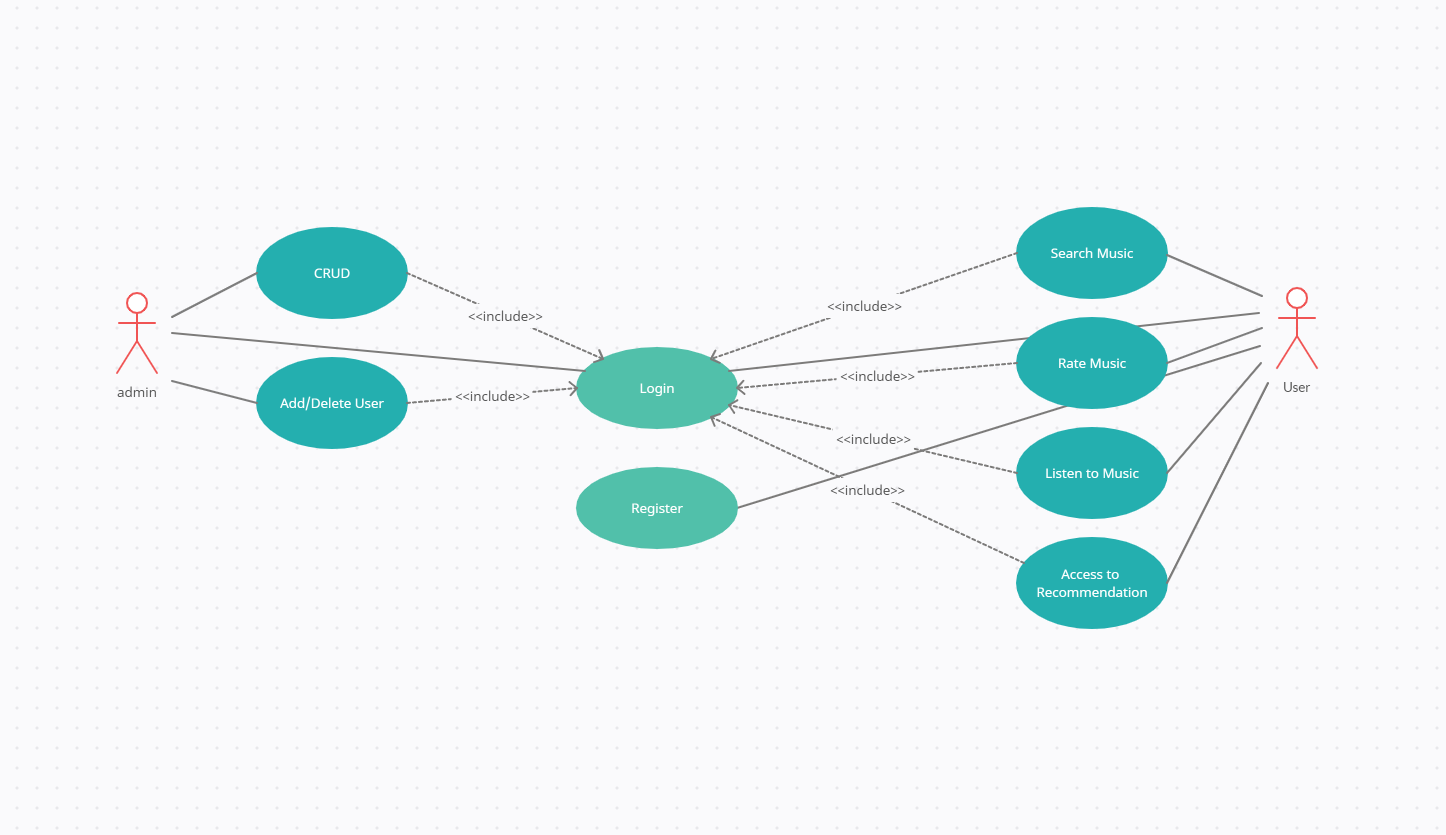 Search Music
CRUD
<<include>>
<<include>>
Rate Music
<<include>>
User
Login
admin
<<include>>
Add/Delete User
<<include>>
Listen to Music
<<include>>
Register
Access to
Recommendation